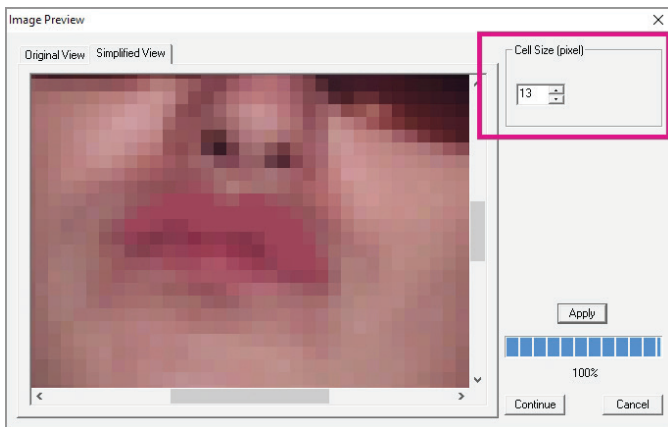 Image Preview
Original View
Simplified View
Cell Size (pixel)
13
Apply
100%
Continue
Cancel